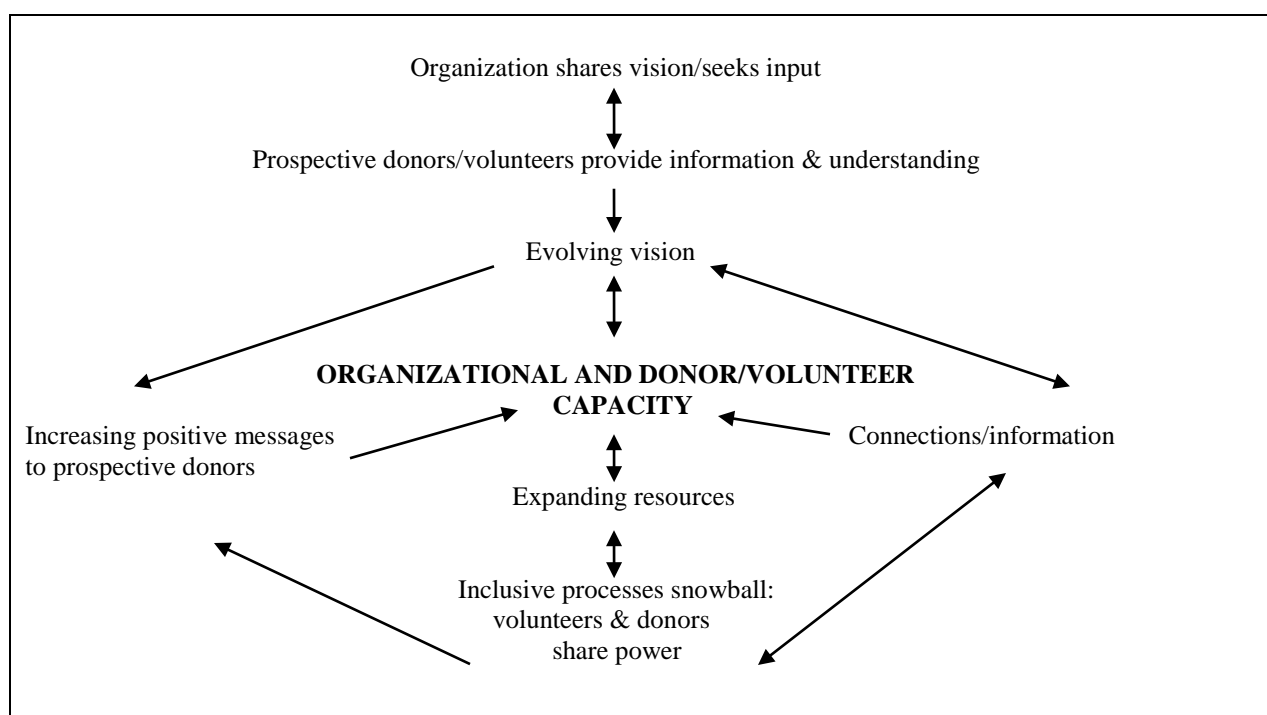 Organization shares vision/seeks input
Prospective donors/volunteers provide information & understanding
Evolving vision
ORGANIZATIONAL AND DONOR/VOLUNTEER
CAPACITY
Increasing positive messages
to prospective donors
Connections/information
Expanding resources
Inclusive processes snowball:
volunteers & donors
share power